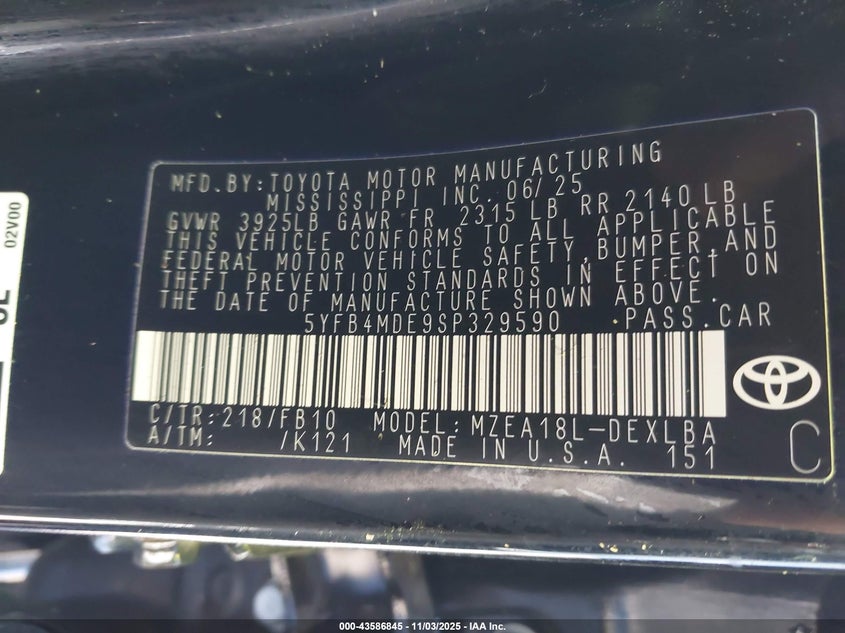 MFD.BY:TOYOTA MOTOR MANUFACTURING
MISSISSIPPI INC. 06/25
GVWR 3925LB GAWR FR 2315 LB RR 2140 LB
THIS VEHICLE CONFORMS TO ALL APPLICABLE
FEDERAL MOTOR VEHICLE SAFETY, BUMPER, AND
THEFT PREVENTION STANDARDS IN EFFECT ON
THE DATE OF MANUFACTURE SHOWN ABOVE.
5YFB4MDE9SP329590 PASS.CAR
C/TR:218/FB10 MODEL:MZEA18L-DEXLBA
A/TM: /K121 MADE IN U.S.A. 151
C
02V00
000-43586845 - 11/03/2025 - IAA Inc.